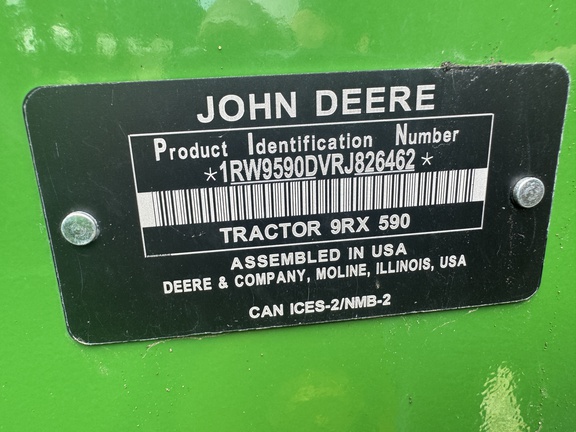 JOHN DEERE
Product Identification Number
*1RW9590DVRJ826462*
TRACTOR 9RX 590
ASSEMBLED IN USA
DEERE & COMPANY, MOLINE, ILLINOIS, USA
CAN ICES-2/NMB-2